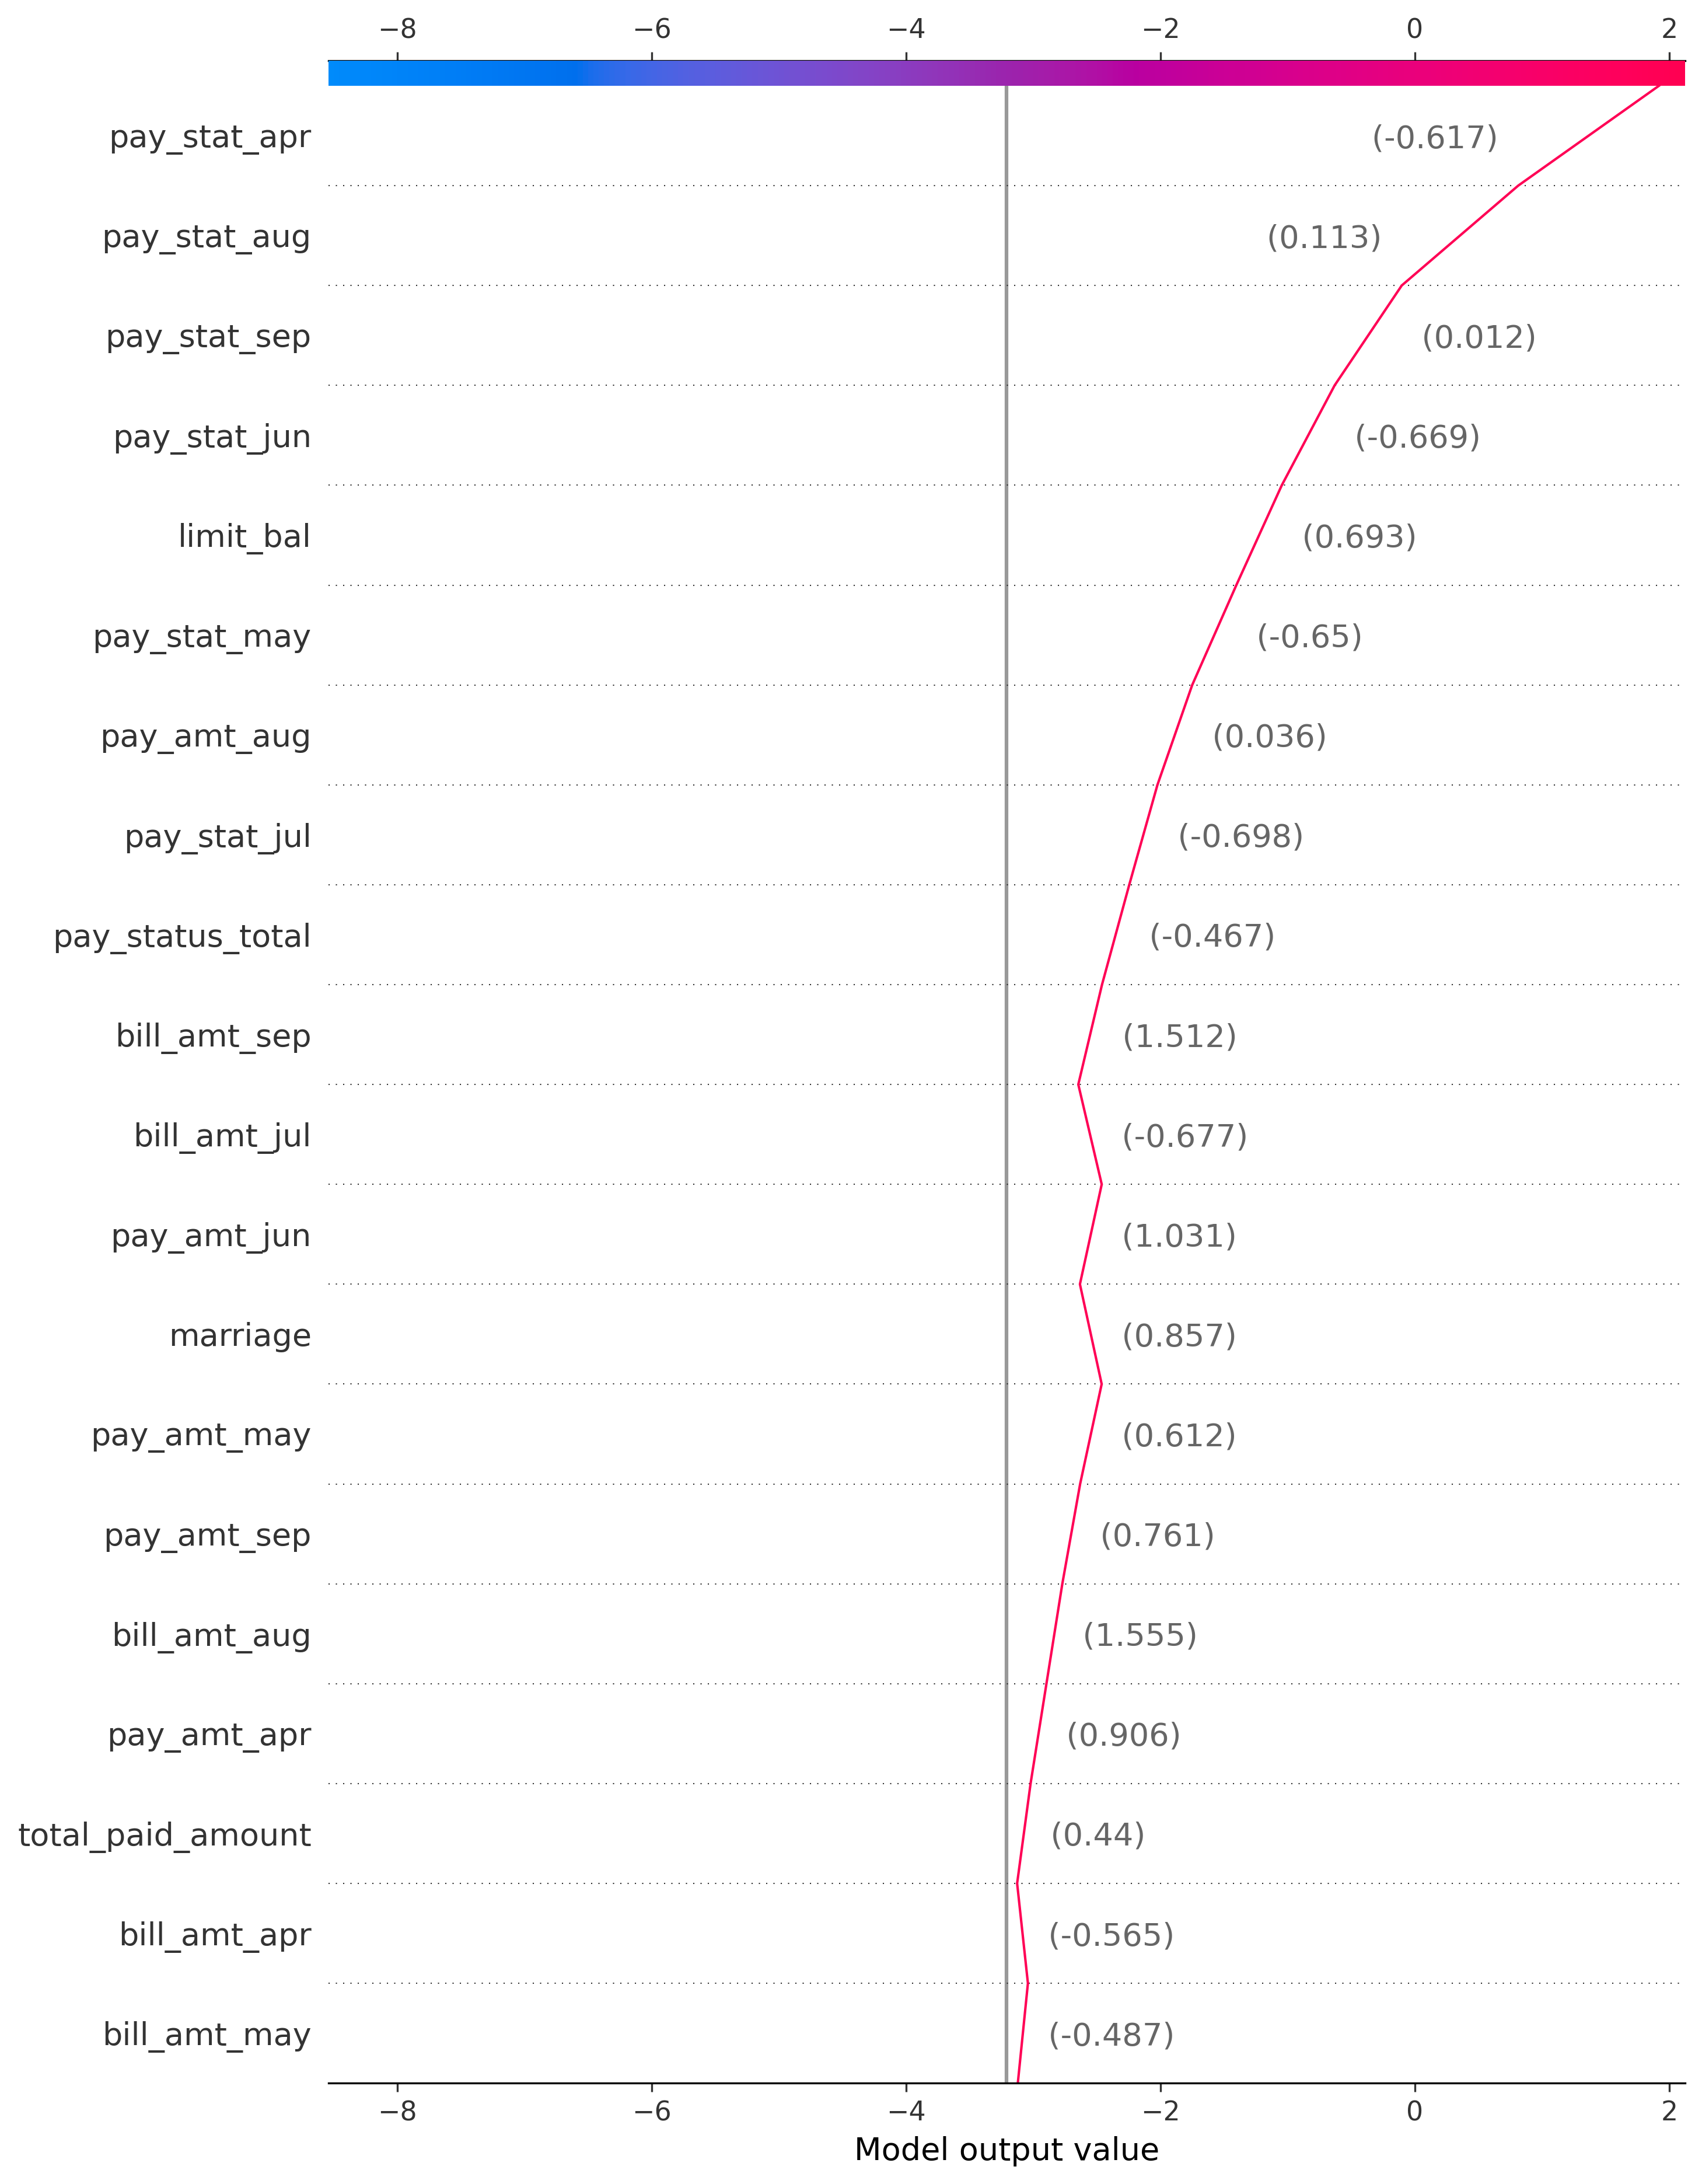 −8 −6 −4 −2 0 2
pay_stat_apr (-0.617)
pay_stat_aug (0.113)
pay_stat_sep (0.012)
pay_stat_jun (-0.669)
limit_bal (0.693)
pay_stat_may (-0.65)
pay_amt_aug (0.036)
pay_stat_jul (-0.698)
pay_status_total (-0.467)
bill_amt_sep (1.512)
bill_amt_jul (-0.677)
pay_amt_jun (1.031)
marriage (0.857)
pay_amt_may (0.612)
pay_amt_sep (0.761)
bill_amt_aug (1.555)
pay_amt_apr (0.906)
total_paid_amount (0.44)
bill_amt_apr (-0.565)
bill_amt_may (-0.487)
−8 −6 −4 −2 0 2
Model output value